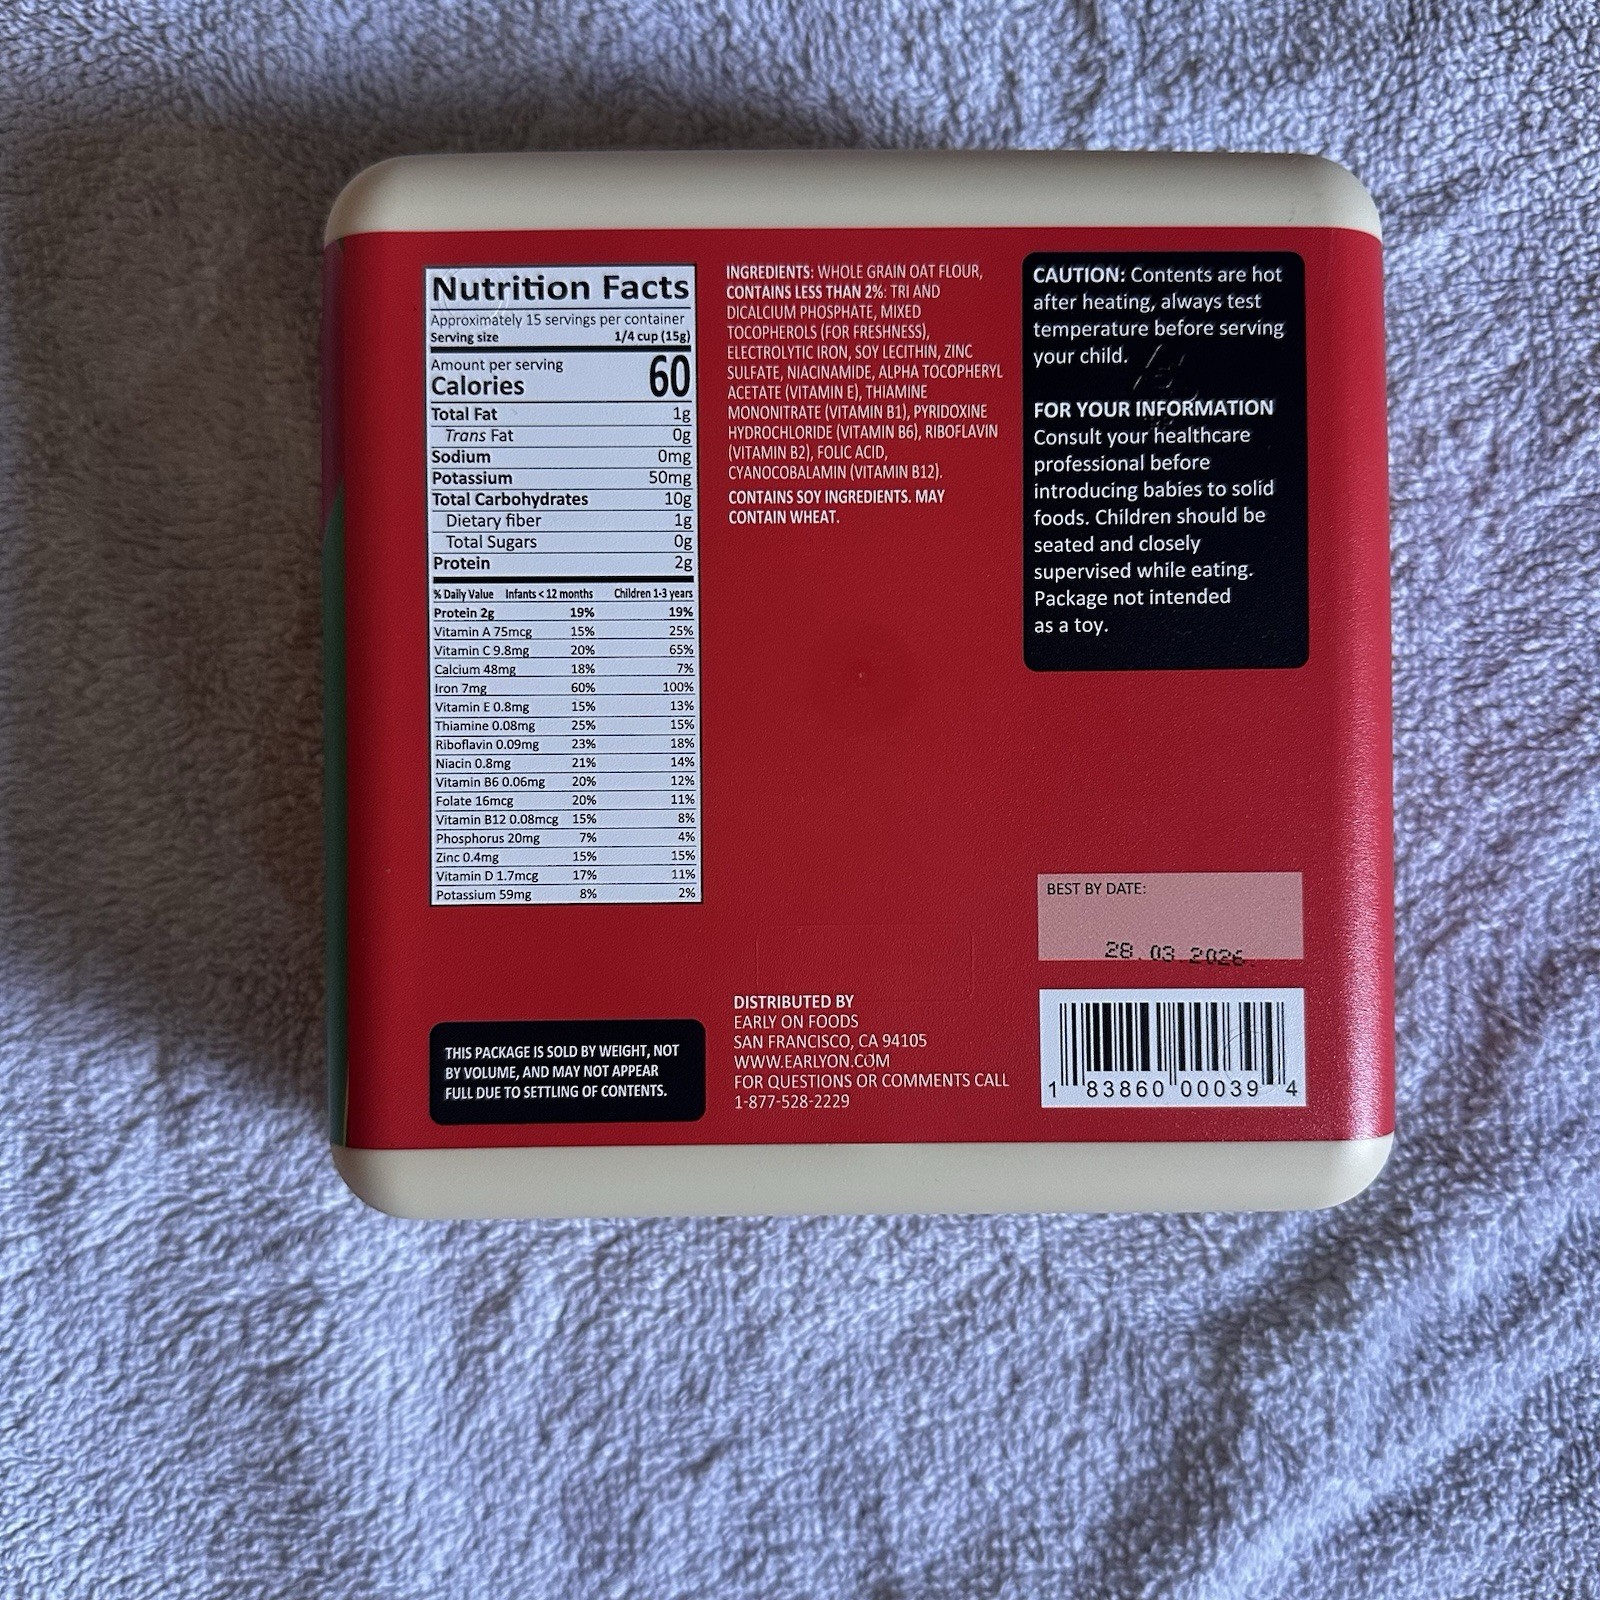 Nutrition Facts
Approximately 15 servings per container
Serving size 1/4 cup (15g)
Amount per serving
Calories 60
Total Fat 1g
Trans Fat 0g
Sodium 0mg
Potassium 50mg
Total Carbohydrates 10g
Dietary fiber 1g
Total Sugars 0g
Protein 2g
% Daily Value Infants < 12 months Children 1-3 years
Protein 2g 19% 19%
Vitamin A 75mcg 15% 25%
Vitamin C 9.8mg 20% 65%
Calcium 48mg 18% 7%
Iron 7mg 60% 100%
Vitamin E 0.8mg 15% 13%
Thiamine 0.08mg 25% 15%
Riboflavin 0.09mg 23% 18%
Niacin 0.8mg 21% 14%
Vitamin B6 0.06mg 20% 12%
Folate 16mcg 20% 11%
Vitamin B12 0.08mcg 15% 8%
Phosphorus 20mg 7% 4%
Zinc 0.4mg 15% 15%
Vitamin D 1.7mcg 17% 11%
Potassium 59mg 8% 2%
THIS PACKAGE IS SOLD BY WEIGHT, NOT
BY VOLUME, AND MAY NOT APPEAR
FULL DUE TO SETTLING OF CONTENTS.
INGREDIENTS: WHOLE GRAIN OAT FLOUR,
CONTAINS LESS THAN 2%: TRI AND
DICALCIUM PHOSPHATE, MIXED
TOCOPHEROLS (FOR FRESHNESS),
ELECTROLYTIC IRON, SOY LECITHIN, ZINC
SULFATE, NIACINAMIDE, ALPHA TOCOPHERYL
ACETATE (VITAMIN E), THIAMINE
MONONITRATE (VITAMIN B1), PYRIDOXINE
HYDROCHLORIDE (VITAMIN B6), RIBOFLAVIN
(VITAMIN B2), FOLIC ACID,
CYANOCOBALAMIN (VITAMIN B12).
CONTAINS SOY INGREDIENTS. MAY
CONTAIN WHEAT.
DISTRIBUTED BY
EARLY ON FOODS
SAN FRANCISCO, CA 94105
WWW.EARLYON.COM
FOR QUESTIONS OR COMMENTS CALL
1-877-528-2229
CAUTION: Contents are hot
after heating, always test
temperature before serving
your child.
FOR YOUR INFORMATION
Consult your healthcare
professional before
introducing babies to solid
foods. Children should be
seated and closely
supervised while eating.
Package not intended
as a toy.
BEST BY DATE:
28.03.2026.
1 83860 00039 4